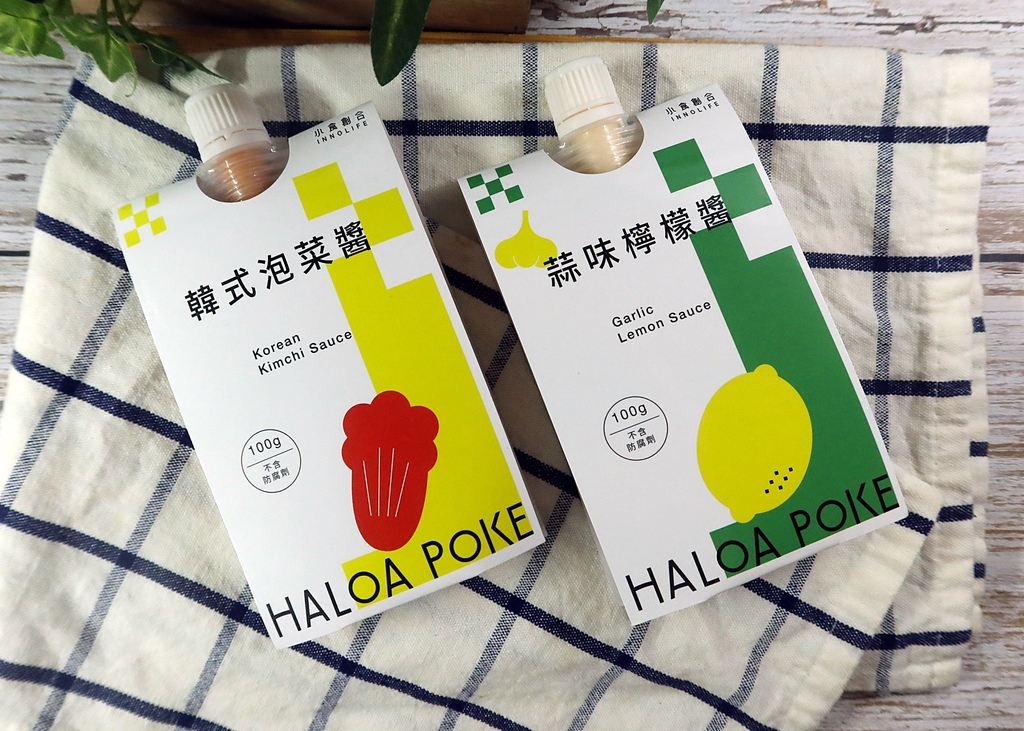 小食創合
INNOLIFE
韓式泡菜醬
Korean
Kimchi Sauce
100g
不含
防腐劑
HALOA POKE
小食創合
INNOLIFE
蒜味檸檬醬
Garlic
Lemon Sauce
100g
不含
防腐劑
HALOA POKE